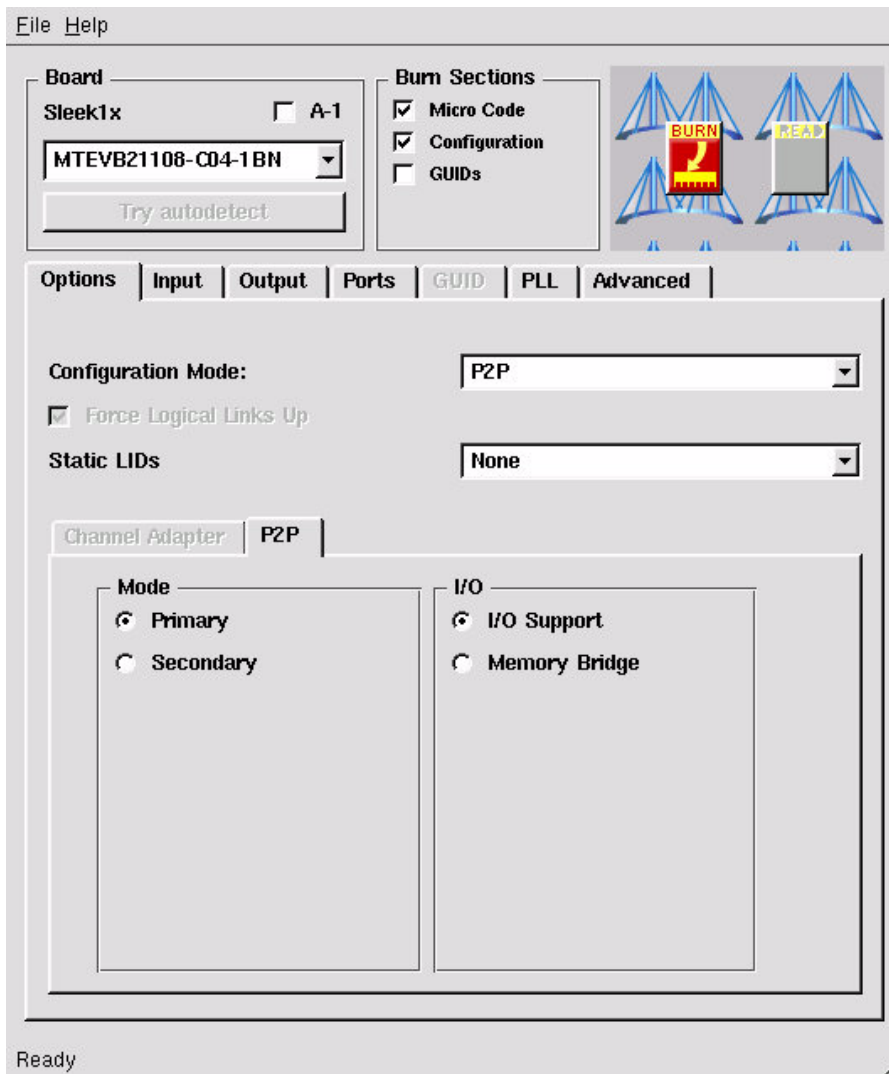 File Help
Board
Sleek1x
A-1
MTEVB21108-C04-1BN
Try autodetect
Burn Sections
Micro Code
Configuration
GUIDs
BURN
READ
Options
Input
Output
Ports
GUID
PLL
Advanced
Configuration Mode:
P2P
Force Logical Links Up
Static LIDs
None
Channel Adapter
P2P
Mode
Primary
Secondary
I/O
I/O Support
Memory Bridge
Ready